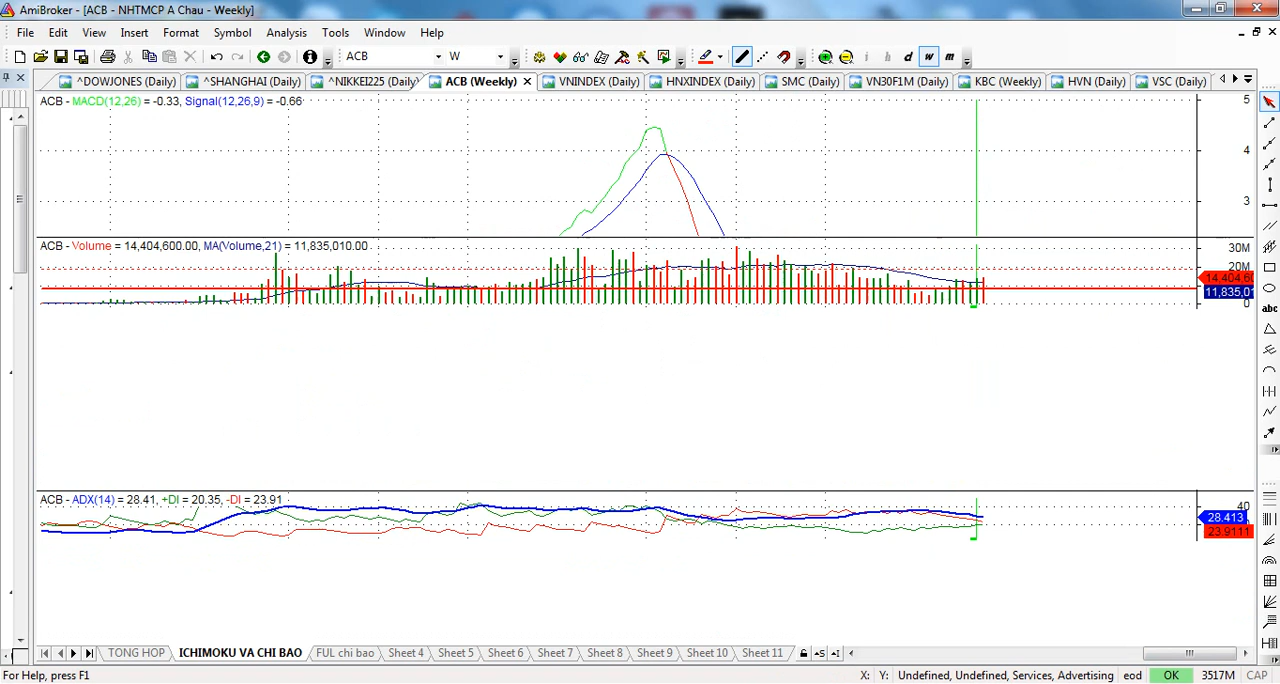 AmiBroker - [ACB - NHTMCP A Chau - Weekly]
File Edit View Insert Format Symbol Analysis Tools Window Help
ACB W i h d w m
^DOWJONES (Daily) ^SHANGHAI (Daily) ^NIKKEI225 (Daily) ACB (Weekly) VNINDEX (Daily) HNXINDEX (Daily) SMC (Daily) VN30F1M (Daily) KBC (Weekly) HVN (Daily) VSC (Daily)
ACB - MACD(12,26) = -0.33, Signal(12,26,9) = -0.66
5
4
3
ACB - Volume = 14,404,600.00, MA(Volume,21) = 11,835,010.00
30M
20M
14,404,60
11,835,01
0
abc
ACB - ADX(14) = 28.41, +DI = 20.35, -DI = 23.91
40
28.413
23.9111
TONG HOP ICHIMOKU VA CHI BAO FUL chi bao Sheet 4 Sheet 5 Sheet 6 Sheet 7 Sheet 8 Sheet 9 Sheet 10 Sheet 11
For Help, press F1 X: Y: Undefined, Undefined, Services, Advertising eod OK 3517M CAP